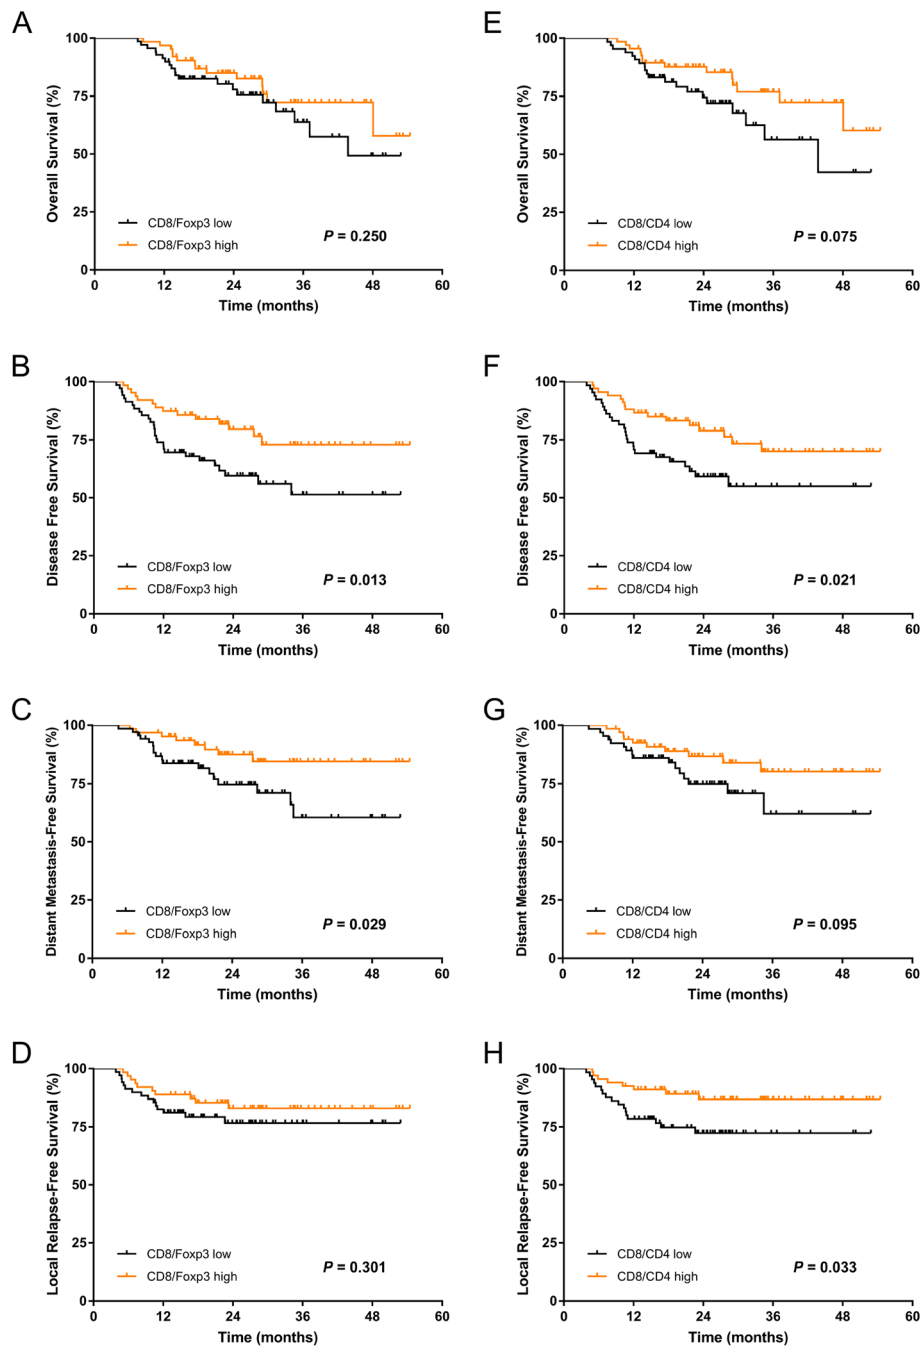 A
Overall Survival (%)
100
75
50
25
0
CD8/Foxp3 low
CD8/Foxp3 high
P = 0.250
0 12 24 36 48 60
Time (months)
E
Overall Survival (%)
100
75
50
25
0
CD8/CD4 low
CD8/CD4 high
P = 0.075
0 12 24 36 48 60
Time (months)
B
Disease Free Survival (%)
100
75
50
25
0
CD8/Foxp3 low
CD8/Foxp3 high
P = 0.013
0 12 24 36 48 60
Time (months)
F
Disease Free Survival (%)
100
75
50
25
0
CD8/CD4 low
CD8/CD4 high
P = 0.021
0 12 24 36 48 60
Time (months)
C
Distant Metastasis-Free Survival (%)
100
75
50
25
0
CD8/Foxp3 low
CD8/Foxp3 high
P = 0.029
0 12 24 36 48 60
Time (months)
G
Distant Metastasis-Free Survival (%)
100
75
50
25
0
CD8/CD4 low
CD8/CD4 high
P = 0.095
0 12 24 36 48 60
Time (months)
D
Local Relapse-Free Survival (%)
100
75
50
25
0
CD8/Foxp3 low
CD8/Foxp3 high
P = 0.301
0 12 24 36 48 60
Time (months)
H
Local Relapse-Free Survival (%)
100
75
50
25
0
CD8/CD4 low
CD8/CD4 high
P = 0.033
0 12 24 36 48 60
Time (months)